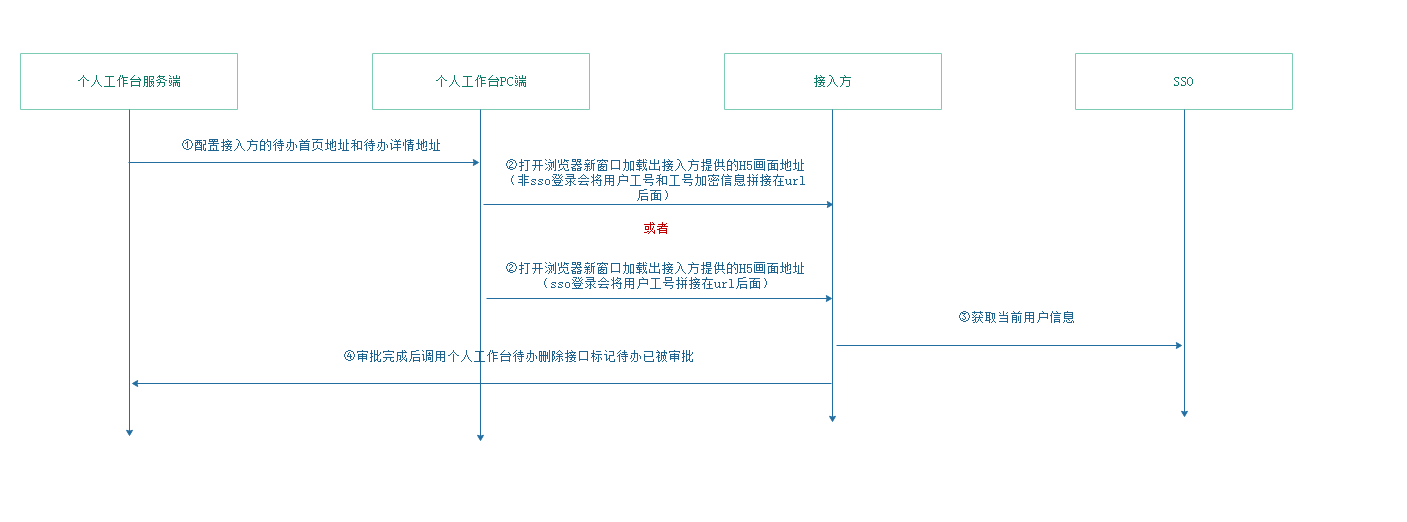 个人工作台服务端
个人工作台PC端
接入方
SSO
①配置接入方的待办首页地址和待办详情地址
②打开浏览器新窗口加载出接入方提供的H5画面地址
（非sso登录会将用户工号和工号加密信息拼接在url
后面）
或者
②打开浏览器新窗口加载出接入方提供的H5画面地址
（sso登录会将用户工号拼接在url后面）
③获取当前用户信息
④审批完成后调用个人工作台待办删除接口标记待办已被审批